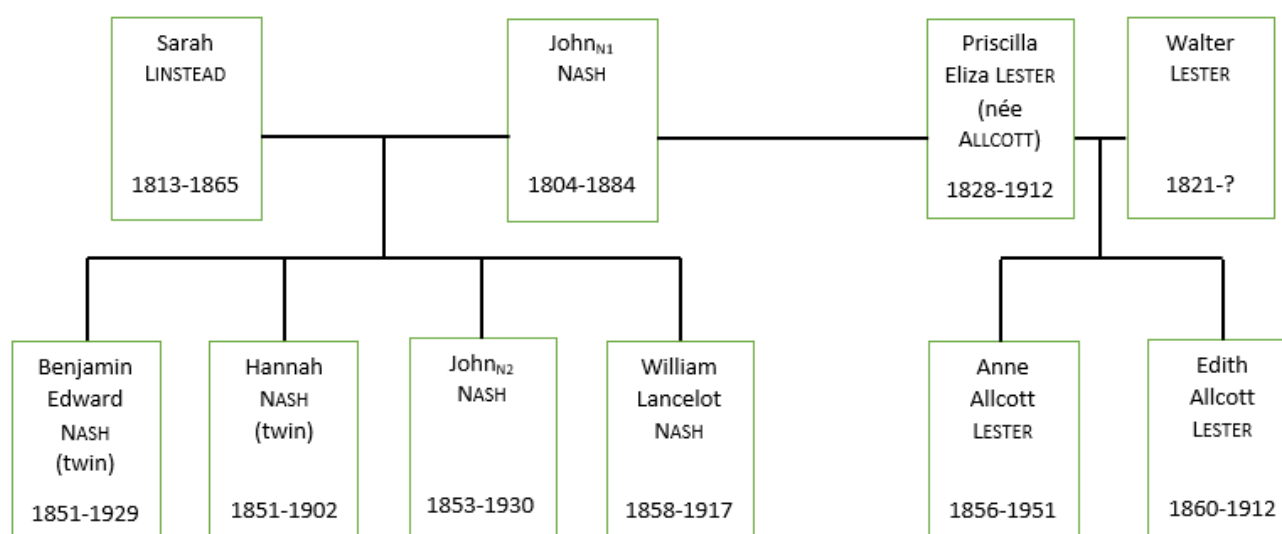 Sarah
LINSTEAD
1813-1865
JohnN1
NASH
1804-1884
Priscilla
Eliza LESTER
(née
ALLCOTT)
1828-1912
Walter
LESTER
1821-?
Benjamin
Edward
NASH
(twin)
1851-1929
Hannah
NASH
(twin)
1851-1902
JohnN2
NASH
1853-1930
William
Lancelot
NASH
1858-1917
Anne
Allcott
LESTER
1856-1951
Edith
Allcott
LESTER
1860-1912